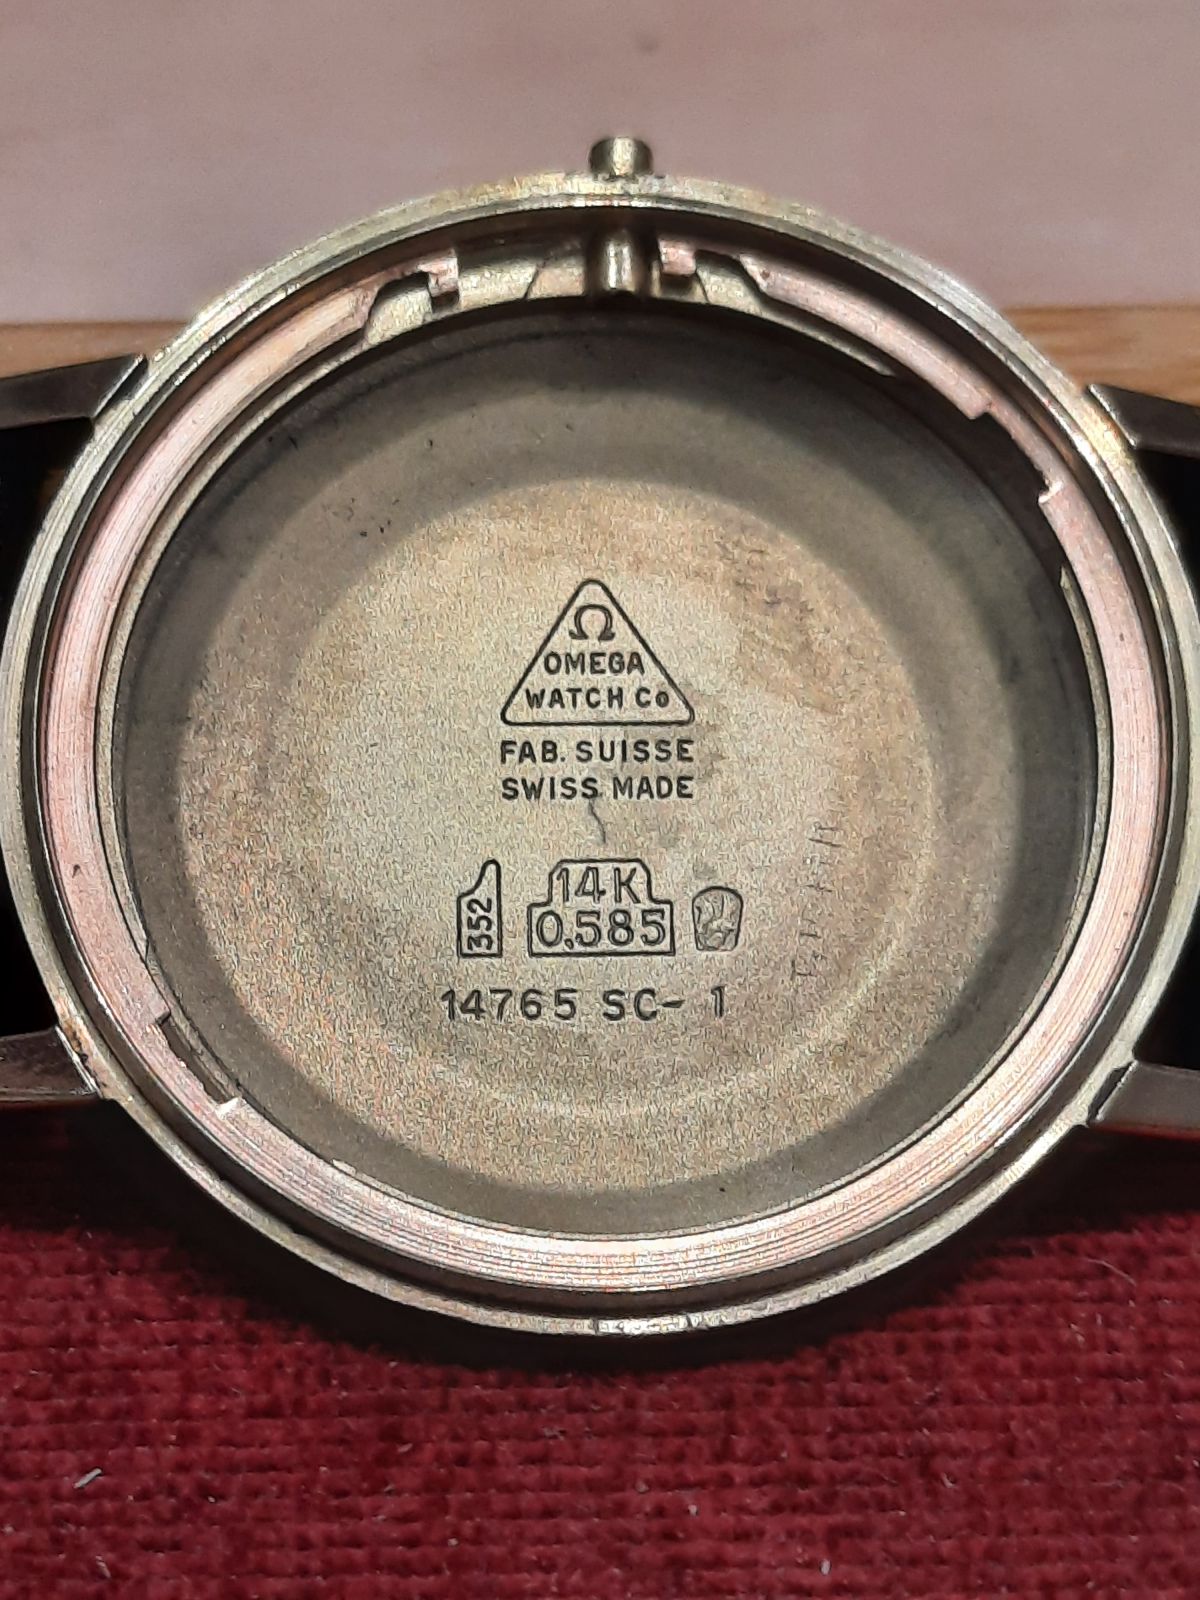 Ω
OMEGA
WATCH Co
FAB. SUISSE
SWISS MADE
352
14K
0,585
14765 SC- 1